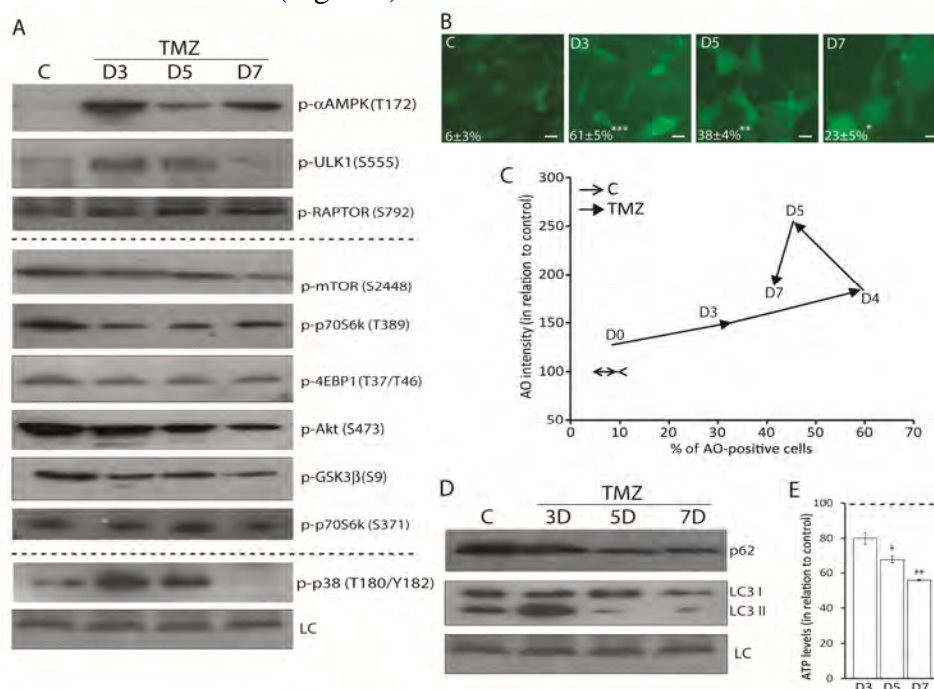 A
TMZ
C D3 D5 D7
p-αAMPK(T172)
p-ULK1(S555)
p-RAPTOR (S792)
p-mTOR (S2448)
p-p70S6k (T389)
p-4EBP1(T37/T46)
p-Akt (S473)
p-GSK3β(S9)
p-p70S6k (S371)
p-p38 (T180/Y182)
LC
B
C D3 D5 D7
6±3% 61±5%*** 38±4%** 23±5%*
C
AO intensity (in relation to control)
300
250
200
150
100
50
C
TMZ
D0
D3
D4
D5
D7
0 10 20 30 40 50 60 70
% of AO-positive cells
D
TMZ
C 3D 5D 7D
p62
LC3 I
LC3 II
LC
E
ATP levels (in relation to control)
100
80
60
40
20
0
* **
D3 D5 D7